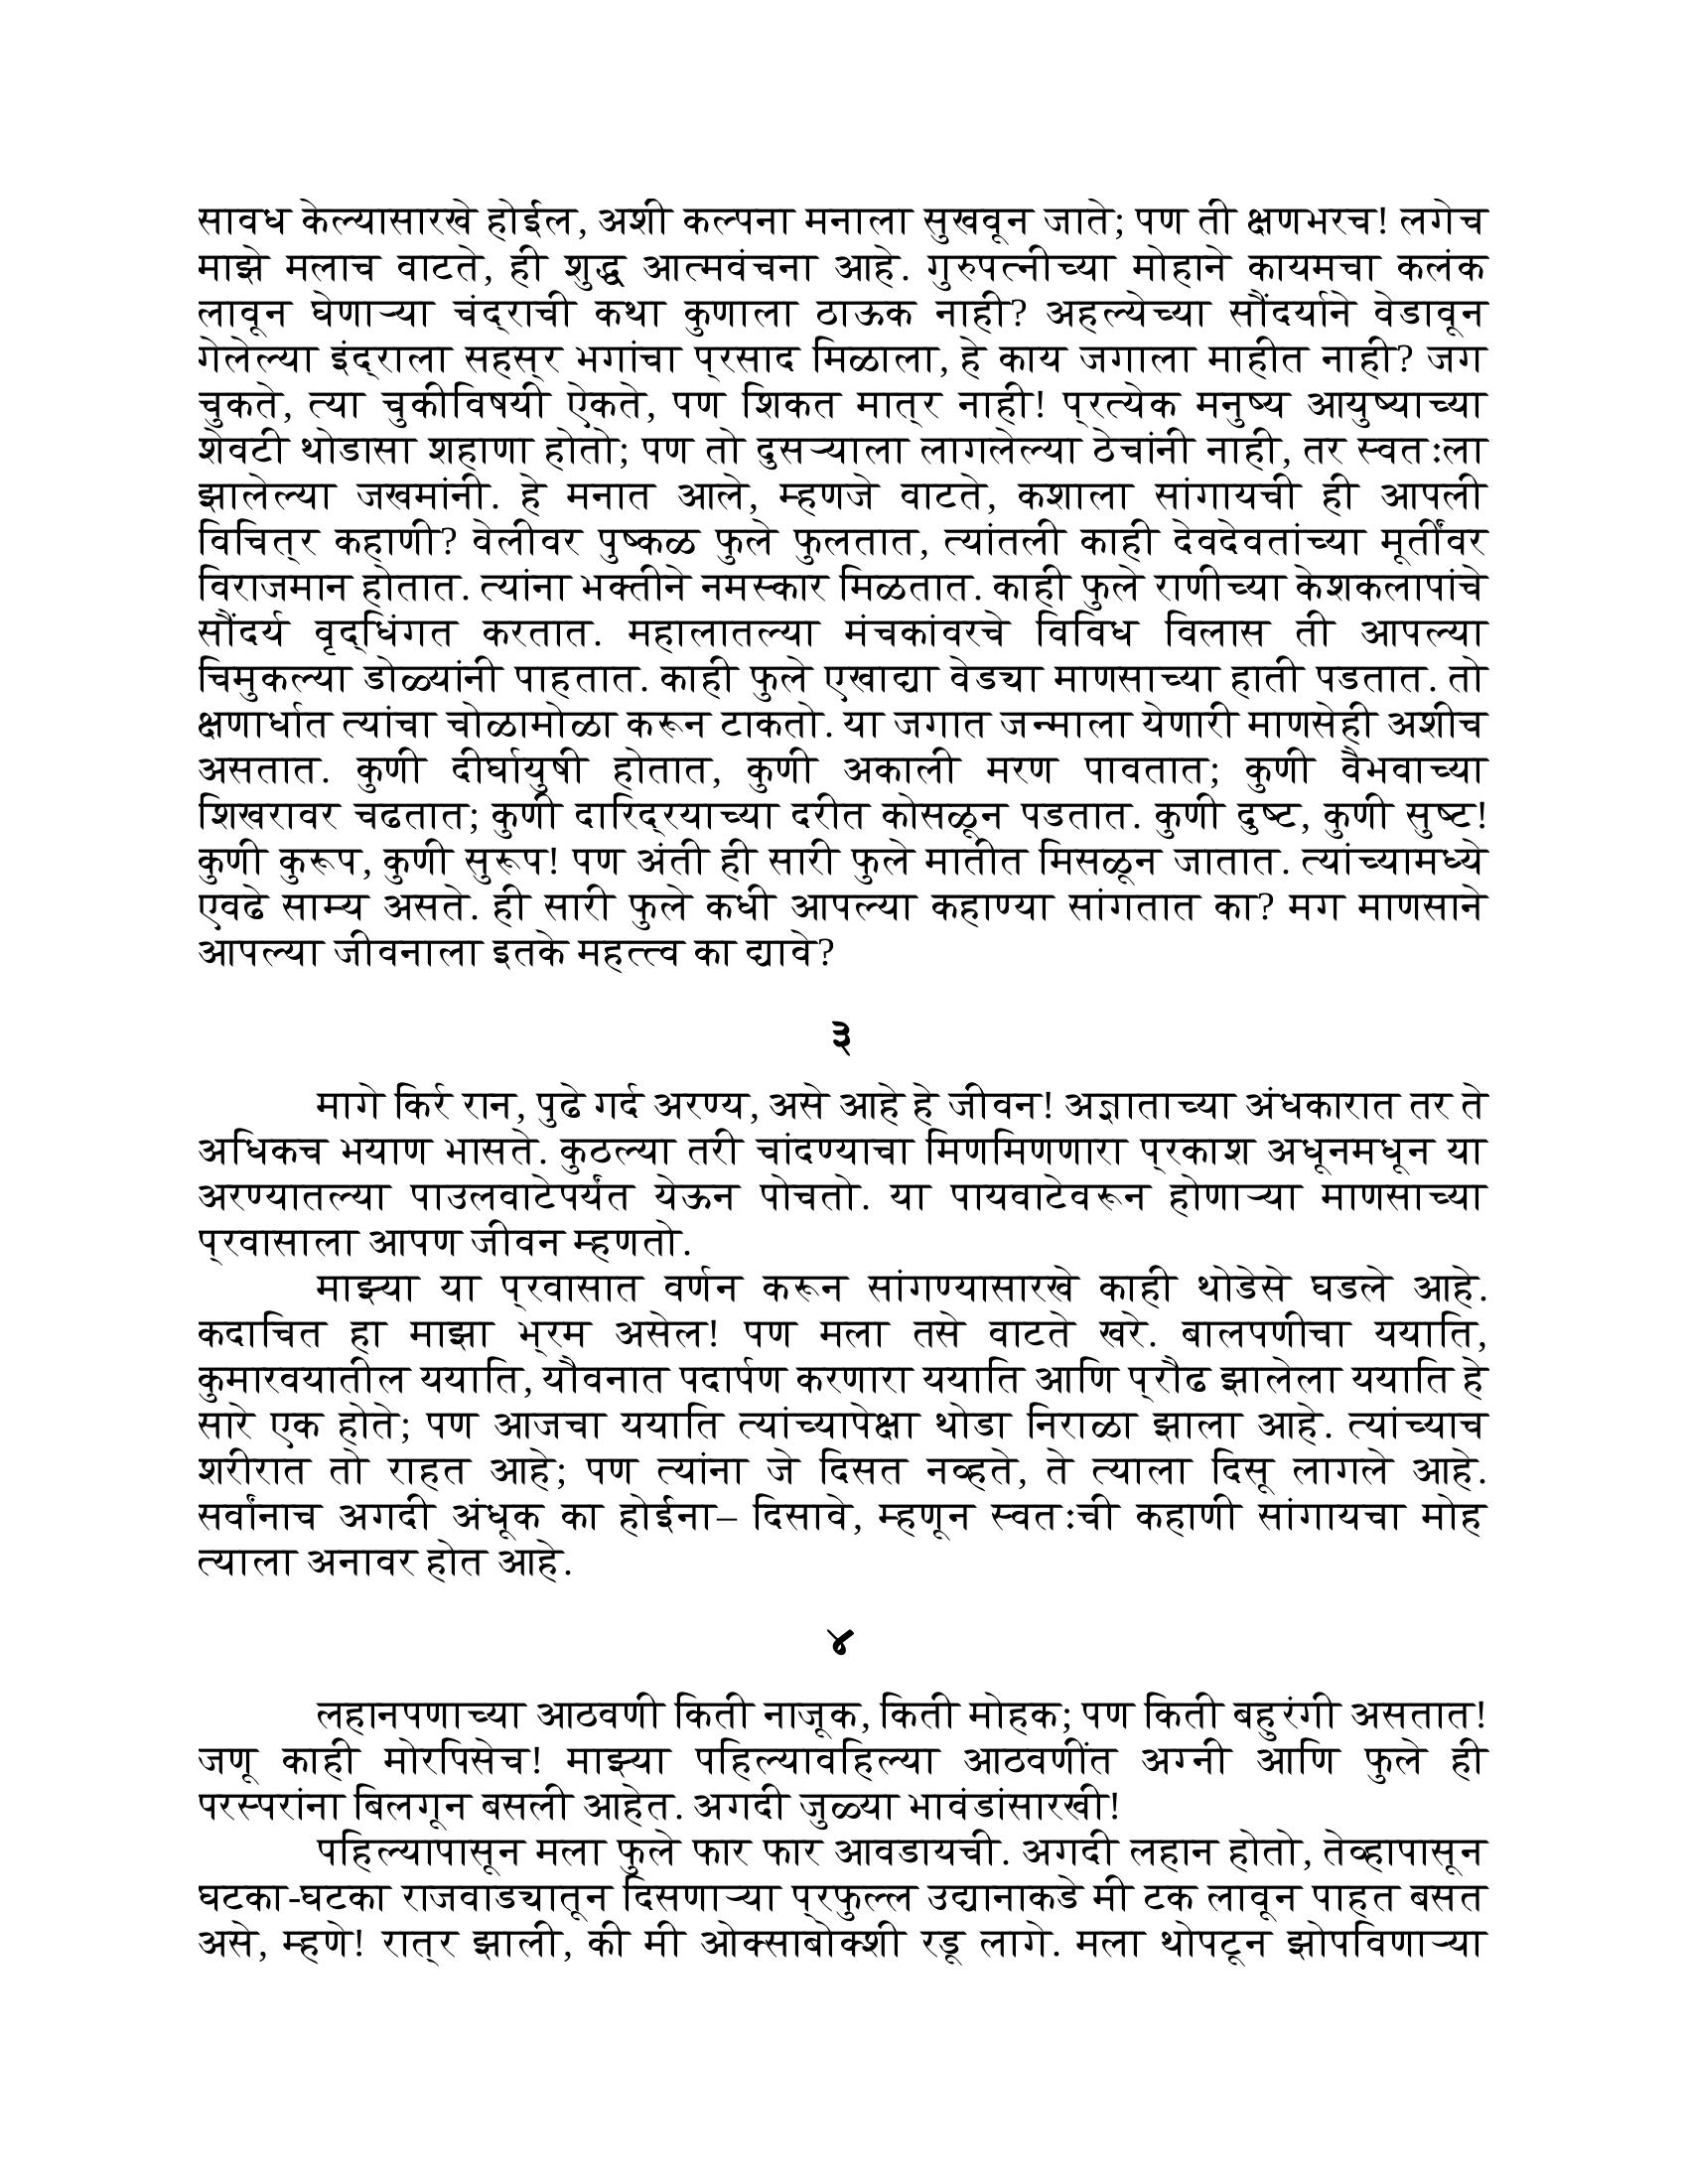 सावध केल्यासारखे होईल, अशी कल्पना मनाला सुखवून जाते; पण ती क्षणभरच! लगेच
माझे मलाच वाटते, ही शुद्ध आत्मवंचना आहे. गुरुपत्नीच्या मोहाने कायमचा कलंक
लावून घेणाऱ्या चंद्राची कथा कुणाला ठाऊक नाही? अहल्येच्या सौंदर्याने वेडावून
गेलेल्या इंद्राला सहस्र भगांचा प्रसाद मिळाला, हे काय जगाला माहीत नाही? जग
चुकते, त्या चुकीविषयी ऐकते, पण शिकत मात्र नाही! प्रत्येक मनुष्य आयुष्याच्या
शेवटी थोडासा शहाणा होतो; पण तो दुसऱ्याला लागलेल्या ठेचांनी नाही, तर स्वतःला
झालेल्या जखमांनी. हे मनात आले, म्हणजे वाटते, कशाला सांगायची ही आपली
विचित्र कहाणी? वेलीवर पुष्कळ फुले फुलतात, त्यांतली काही देवदेवतांच्या मूर्तींवर
विराजमान होतात. त्यांना भक्तीने नमस्कार मिळतात. काही फुले राणीच्या केशकलापांचे
सौंदर्य वृद्धिंगत करतात. महालातल्या मंचकांवरचे विविध विलास ती आपल्या
चिमुकल्या डोळ्यांनी पाहतात. काही फुले एखाद्या वेड्या माणसाच्या हाती पडतात. तो
क्षणार्धात त्यांचा चोळामोळा करून टाकतो. या जगात जन्माला येणारी माणसेही अशीच
असतात. कुणी दीर्घायुषी होतात, कुणी अकाली मरण पावतात; कुणी वैभवाच्या
शिखरावर चढतात; कुणी दारिद्र्याच्या दरीत कोसळून पडतात. कुणी दुष्ट, कुणी सुष्ट!
कुणी कुरूप, कुणी सुरूप! पण अंती ही सारी फुले मातीत मिसळून जातात. त्यांच्यामध्ये
एवढे साम्य असते. ही सारी फुले कधी आपल्या कहाण्या सांगतात का? मग माणसाने
आपल्या जीवनाला इतके महत्त्व का द्यावे?
३
मागे किर्र रान, पुढे गर्द अरण्य, असे आहे हे जीवन! अज्ञाताच्या अंधकारात तर ते
अधिकच भयाण भासते. कुठल्या तरी चांदण्याचा मिणमिणणारा प्रकाश अधूनमधून या
अरण्यातल्या पाउलवाटेपर्यंत येऊन पोचतो. या पायवाटेवरून होणाऱ्या माणसाच्या
प्रवासाला आपण जीवन म्हणतो.
माझ्या या प्रवासात वर्णन करून सांगण्यासारखे काही थोडेसे घडले आहे.
कदाचित हा माझा भ्रम असेल! पण मला तसे वाटते खरे. बालपणीचा ययाति,
कुमारवयातील ययाति, यौवनात पदार्पण करणारा ययाति आणि प्रौढ झालेला ययाति हे
सारे एक होते; पण आजचा ययाति त्यांच्यापेक्षा थोडा निराळा झाला आहे. त्यांच्याच
शरीरात तो राहत आहे; पण त्यांना जे दिसत नव्हते, ते त्याला दिसू लागले आहे.
सर्वांनाच अगदी अंधूक का होईना– दिसावे, म्हणून स्वतःची कहाणी सांगायचा मोह
त्याला अनावर होत आहे.
४
लहानपणाच्या आठवणी किती नाजूक, किती मोहक; पण किती बहुरंगी असतात!
जणू काही मोरपिसेच! माझ्या पहिल्यावहिल्या आठवणींत अग्नी आणि फुले ही
परस्परांना बिलगून बसली आहेत. अगदी जुळ्या भावंडांसारखी!
पहिल्यापासून मला फुले फार फार आवडायची. अगदी लहान होतो, तेव्हापासून
घटका-घटका राजवाड्यातून दिसणाऱ्या प्रफुल्ल उद्यानाकडे मी टक लावून पाहत बसत
असे, म्हणे! रात्र झाली, की मी ओक्साबोक्शी रडू लागे. मला थोपटून झोपविणाऱ्या